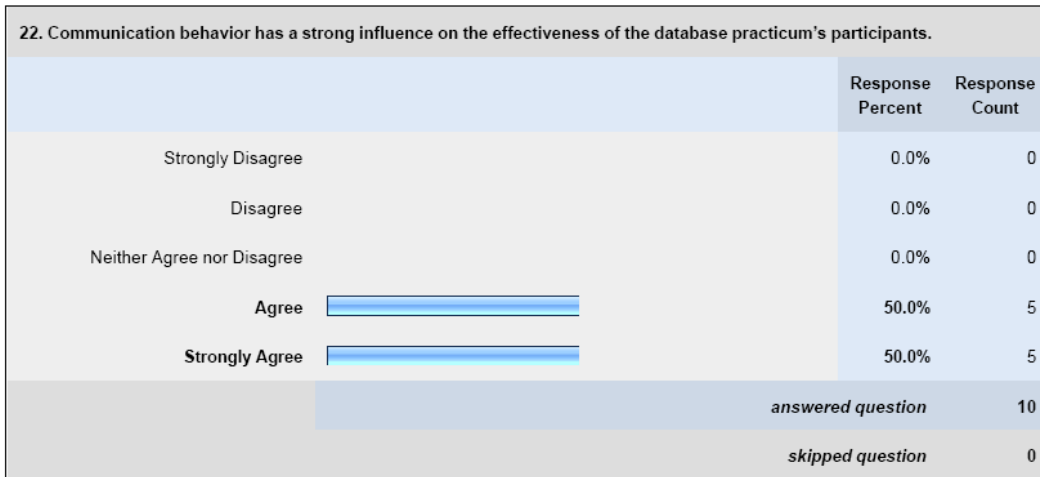 22. Communication behavior has a strong influence on the effectiveness of the database practicum’s participants.
Response Percent Response Count
Strongly Disagree 0.0% 0
Disagree 0.0% 0
Neither Agree nor Disagree 0.0% 0
Agree 50.0% 5
Strongly Agree 50.0% 5
answered question 10
skipped question 0